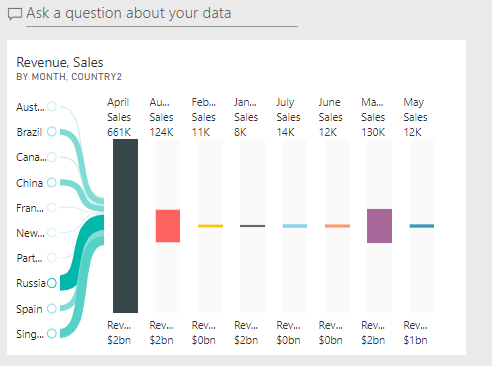 Ask a question about your data
Revenue, Sales
BY MONTH, COUNTRY2
April Au... Feb... Jan... July June Ma... May
Sales Sales Sales Sales Sales Sales Sales Sales
661K 124K 11K 8K 14K 12K 130K 12K
Aust...
Brazil
Cana...
China
Fran...
New...
Part...
Russia
Spain
Sing...
Rev... Rev... Rev... Rev... Rev... Rev... Rev... Rev...
$2bn $2bn $0bn $2bn $0bn $0bn $2bn $1bn